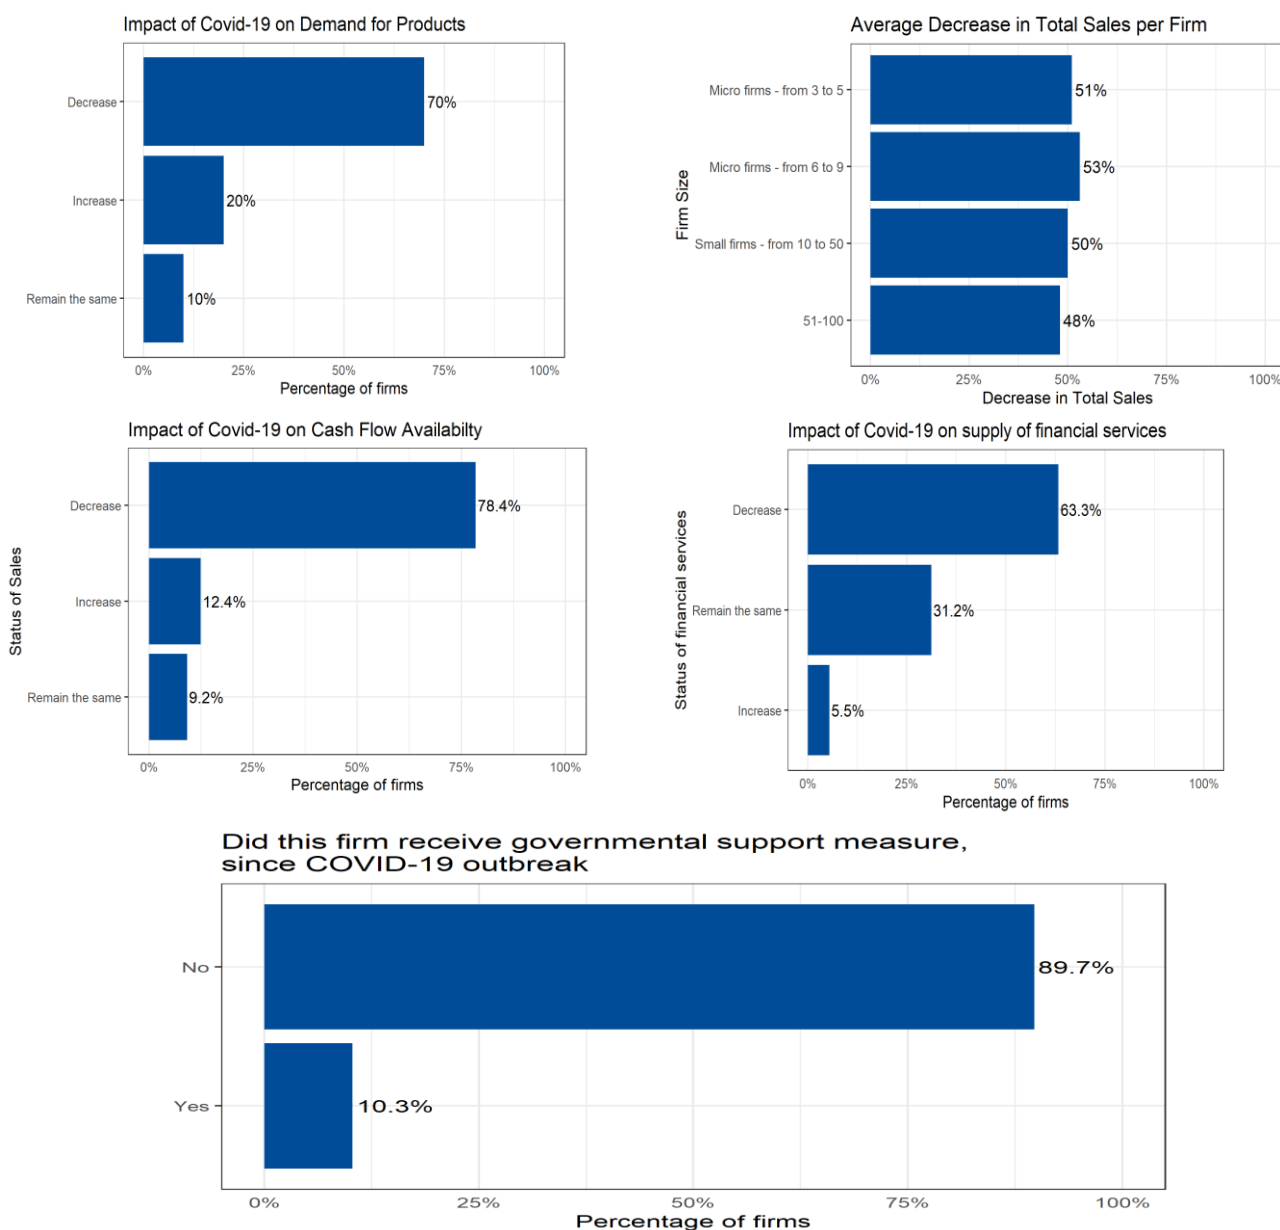 Impact of Covid-19 on Demand for Products
Decrease
70%
Increase
20%
Remain the same
10%
0% 25% 50% 75% 100%
Percentage of firms
Average Decrease in Total Sales per Firm
Firm Size
Micro firms - from 3 to 5
51%
Micro firms - from 6 to 9
53%
Small firms - from 10 to 50
50%
51-100
48%
0% 25% 50% 75% 100%
Decrease in Total Sales
Impact of Covid-19 on Cash Flow Availabilty
Status of Sales
Decrease
78.4%
Increase
12.4%
Remain the same
9.2%
0% 25% 50% 75% 100%
Percentage of firms
Impact of Covid-19 on supply of financial services
Status of financial services
Decrease
63.3%
Remain the same
31.2%
Increase
5.5%
0% 25% 50% 75% 100%
Percentage of firms
Did this firm receive governmental support measure,
since COVID-19 outbreak
No
89.7%
Yes
10.3%
0% 25% 50% 75% 100%
Percentage of firms